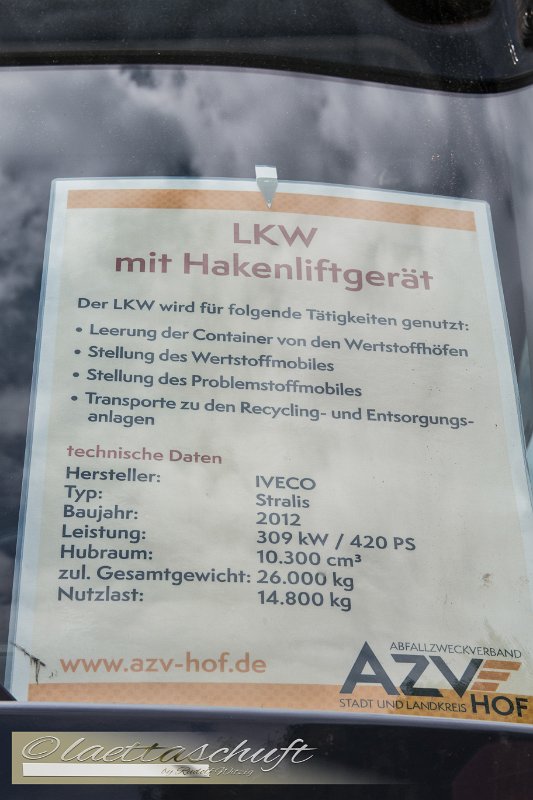 LKW
mit Hakenliftgerät
Der LKW wird für folgende Tätigkeiten genutzt:
• Leerung der Container von den Wertstoffhöfen
• Stellung des Wertstoffmobiles
• Stellung des Problemstoffmobiles
• Transporte zu den Recycling- und Entsorgungs-
anlagen
technische Daten
Hersteller: IVECO
Typ: Stralis
Baujahr: 2012
Leistung: 309 kW / 420 PS
Hubraum: 10.300 cm³
zul. Gesamtgewicht: 26.000 kg
Nutzlast: 14.800 kg
www.azv-hof.de
ABFALLZWECKVERBAND
AZV
STADT UND LANDKREIS HOF
©laettaschuft
by Rudolf Witzig